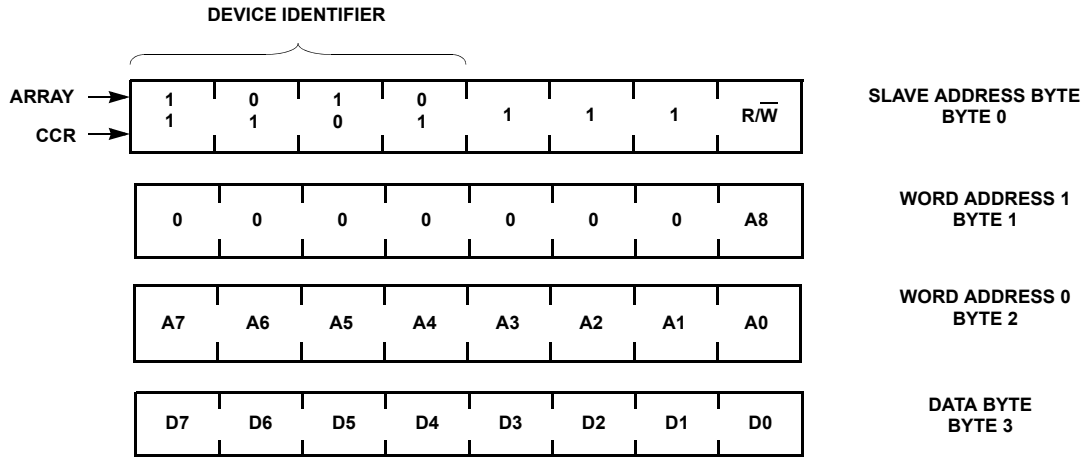 DEVICE IDENTIFIER
ARRAY
1 0 1 0
CCR
1 1 0 1
1 1 1 R/W̅
SLAVE ADDRESS BYTE
BYTE 0
0 0 0 0 0 0 0 A8
WORD ADDRESS 1
BYTE 1
A7 A6 A5 A4 A3 A2 A1 A0
WORD ADDRESS 0
BYTE 2
D7 D6 D5 D4 D3 D2 D1 D0
DATA BYTE
BYTE 3